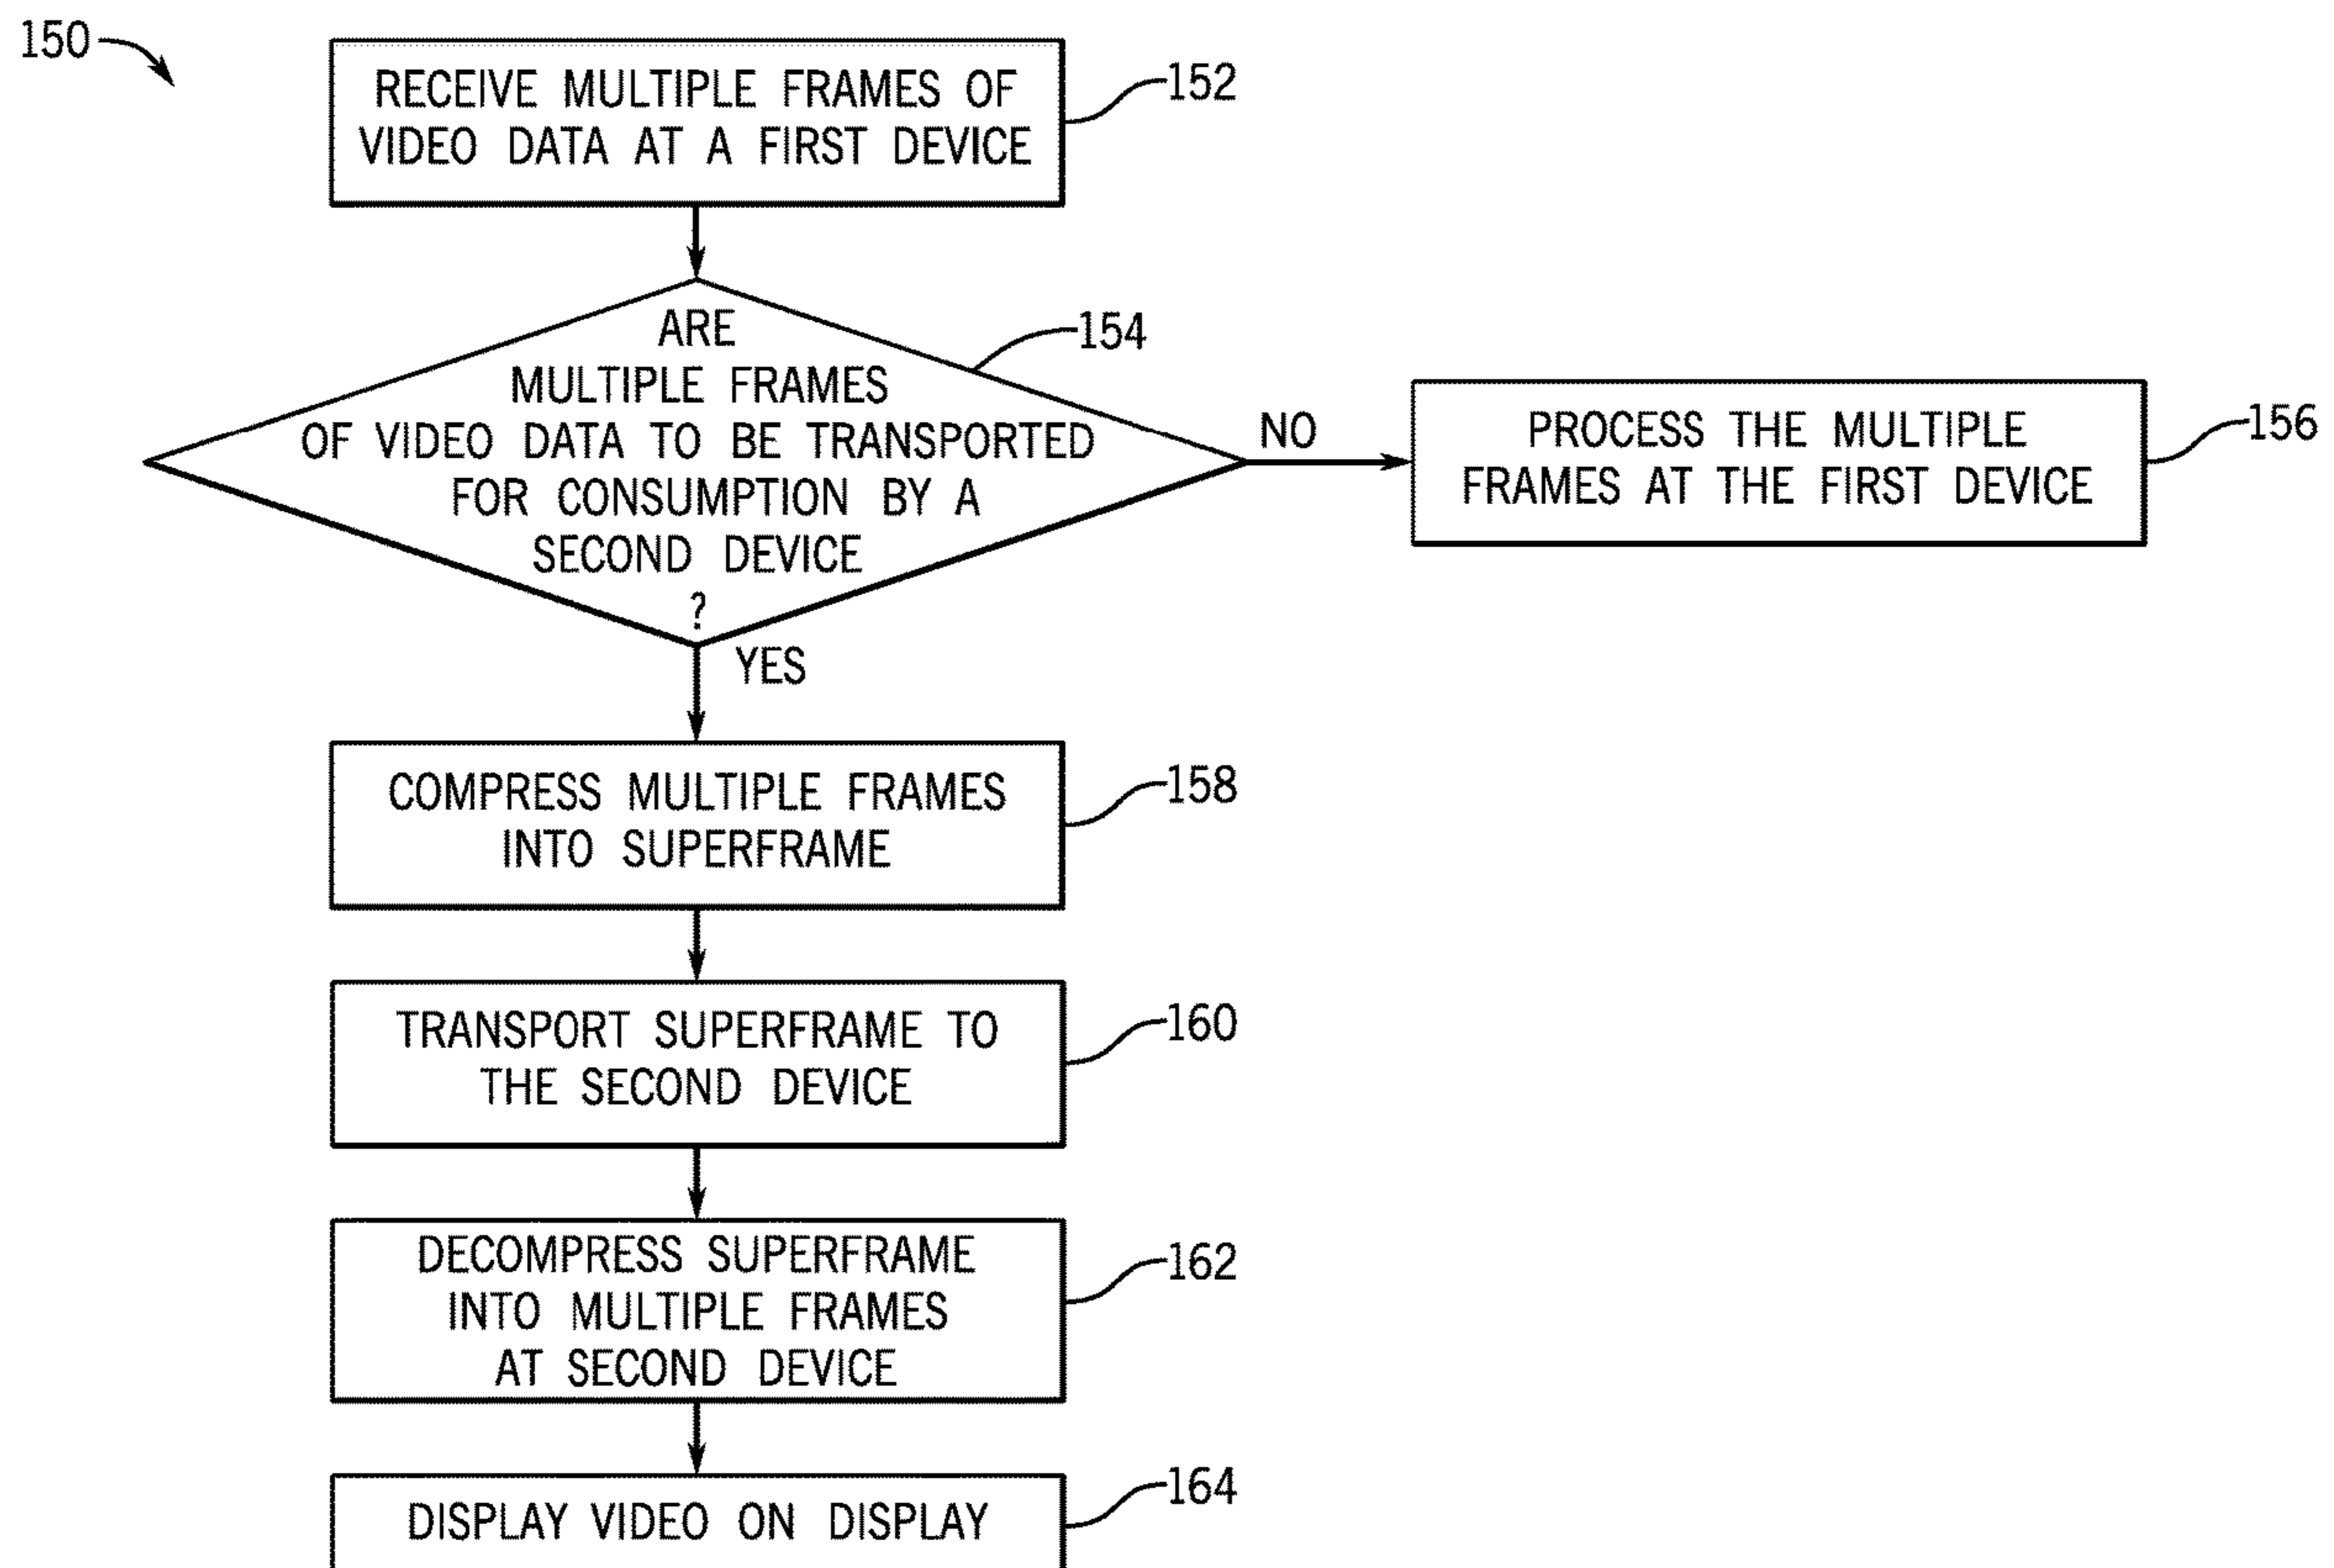 150
RECEIVE MULTIPLE FRAMES OF
VIDEO DATA AT A FIRST DEVICE
152
ARE
MULTIPLE FRAMES
OF VIDEO DATA TO BE TRANSPORTED
FOR CONSUMPTION BY A
SECOND DEVICE
?
154
NO
PROCESS THE MULTIPLE
FRAMES AT THE FIRST DEVICE
156
YES
COMPRESS MULTIPLE FRAMES
INTO SUPERFRAME
158
TRANSPORT SUPERFRAME TO
THE SECOND DEVICE
160
DECOMPRESS SUPERFRAME
INTO MULTIPLE FRAMES
AT SECOND DEVICE
162
DISPLAY VIDEO ON DISPLAY
164